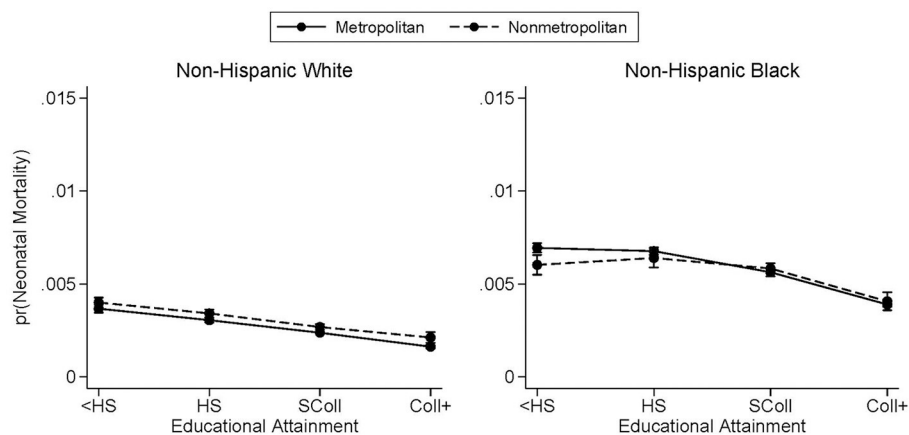 Metropolitan Nonmetropolitan
Non-Hispanic White Non-Hispanic Black
pr(Neonatal Mortality)
.015 .015
.01 .01
.005 .005
0 0
<HS HS SColl Coll+ <HS HS SColl Coll+
Educational Attainment Educational Attainment